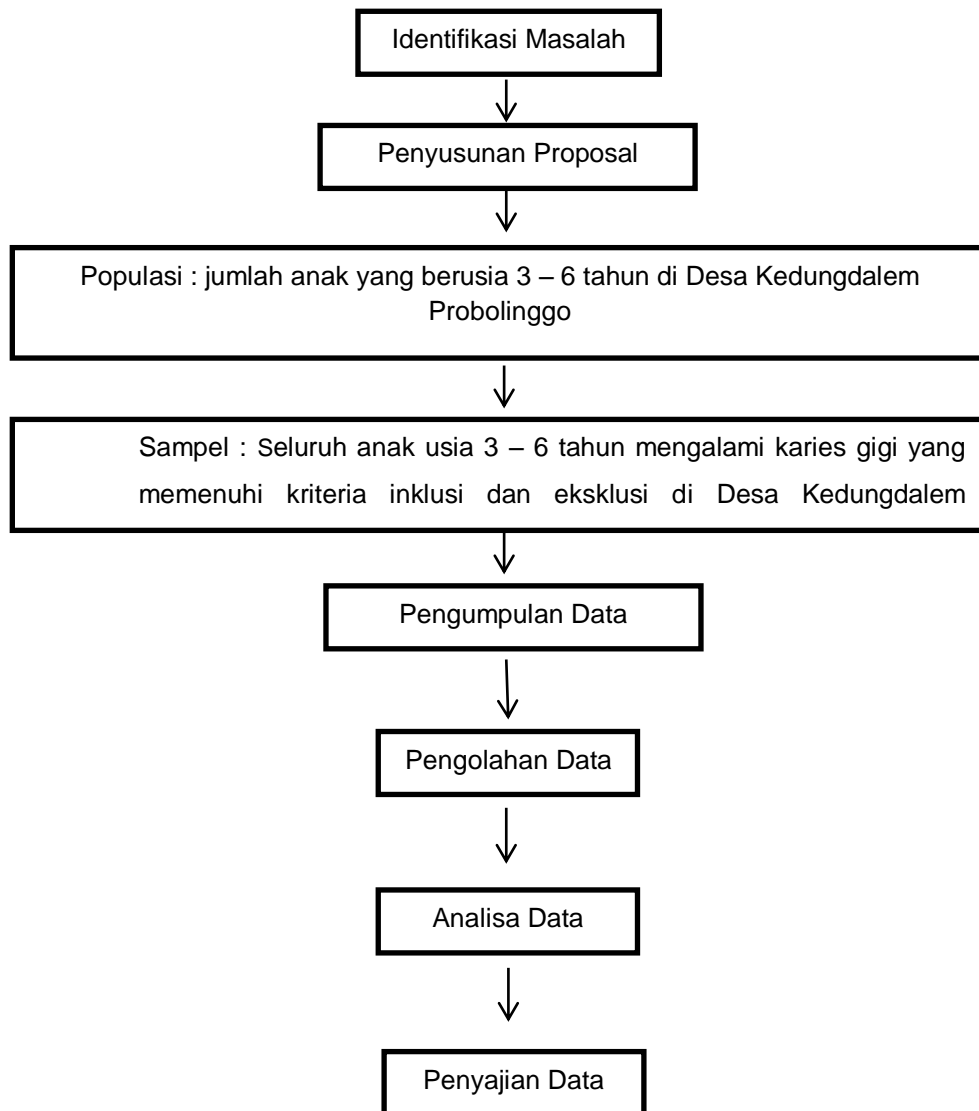 Identifikasi Masalah
Penyusunan Proposal
Populasi : jumlah anak yang berusia 3 – 6 tahun di Desa Kedungdalem
Probolinggo
Sampel : Seluruh anak usia 3 – 6 tahun mengalami karies gigi yang
memenuhi kriteria inklusi dan eksklusi di Desa Kedungdalem
Pengumpulan Data
Pengolahan Data
Analisa Data
Penyajian Data